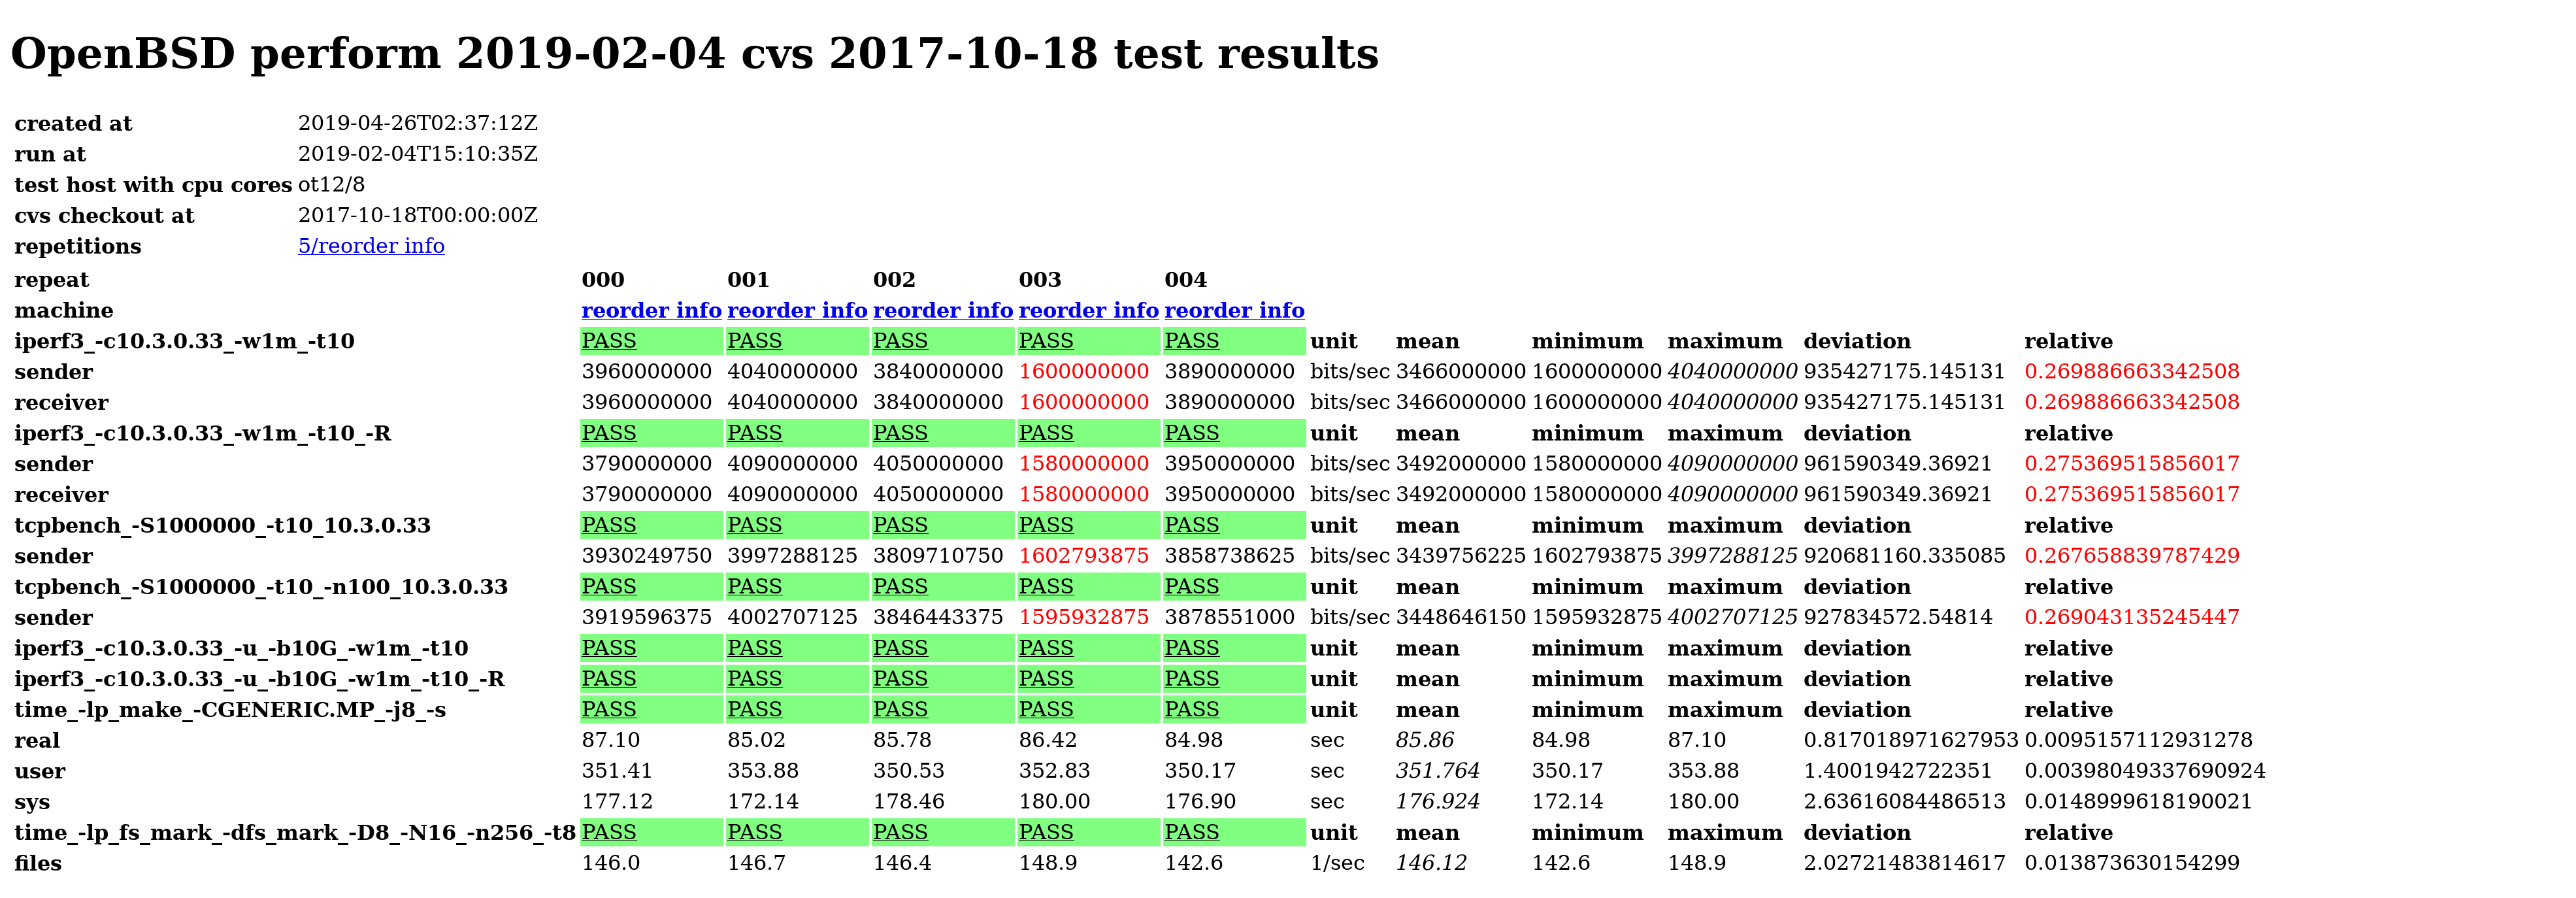 OpenBSD perform 2019-02-04 cvs 2017-10-18 test results
created at 2019-04-26T02:37:12Z
run at 2019-02-04T15:10:35Z
test host with cpu cores ot12/8
cvs checkout at 2017-10-18T00:00:00Z
repetitions 5/reorder info
repeat 000 001 002 003 004
machine reorder info reorder info reorder info reorder info reorder info
iperf3_-c10.3.0.33_-w1m_-t10 PASS PASS PASS PASS PASS unit mean minimum maximum deviation relative
sender 3960000000 4040000000 3840000000 1600000000 3890000000 bits/sec 3466000000 1600000000 4040000000 935427175.145131 0.269886663342508
receiver 3960000000 4040000000 3840000000 1600000000 3890000000 bits/sec 3466000000 1600000000 4040000000 935427175.145131 0.269886663342508
iperf3_-c10.3.0.33_-w1m_-t10_-R PASS PASS PASS PASS PASS unit mean minimum maximum deviation relative
sender 3790000000 4090000000 4050000000 1580000000 3950000000 bits/sec 3492000000 1580000000 4090000000 961590349.36921 0.275369515856017
receiver 3790000000 4090000000 4050000000 1580000000 3950000000 bits/sec 3492000000 1580000000 4090000000 961590349.36921 0.275369515856017
tcpbench_-S1000000_-t10_10.3.0.33 PASS PASS PASS PASS PASS unit mean minimum maximum deviation relative
sender 3930249750 3997288125 3809710750 1602793875 3858738625 bits/sec 3439756225 1602793875 3997288125 920681160.335085 0.267658839787429
tcpbench_-S1000000_-t10_-n100_10.3.0.33 PASS PASS PASS PASS PASS unit mean minimum maximum deviation relative
sender 3919596375 4002707125 3846443375 1595932875 3878551000 bits/sec 3448646150 1595932875 4002707125 927834572.54814 0.269043135245447
iperf3_-c10.3.0.33_-u_-b10G_-w1m_-t10 PASS PASS PASS PASS PASS unit mean minimum maximum deviation relative
iperf3_-c10.3.0.33_-u_-b10G_-w1m_-t10_-R PASS PASS PASS PASS PASS unit mean minimum maximum deviation relative
time_-lp_make_-CGENERIC.MP_-j8_-s PASS PASS PASS PASS PASS unit mean minimum maximum deviation relative
real 87.10 85.02 85.78 86.42 84.98 sec 85.86 84.98 87.10 0.817018971627953 0.0095157112931278
user 351.41 353.88 350.53 352.83 350.17 sec 351.764 350.17 353.88 1.4001942722351 0.00398049337690924
sys 177.12 172.14 178.46 180.00 176.90 sec 176.924 172.14 180.00 2.63616084486513 0.0148999618190021
time_-lp_fs_mark_-dfs_mark_-D8_-N16_-n256_-t8 PASS PASS PASS PASS PASS unit mean minimum maximum deviation relative
files 146.0 146.7 146.4 148.9 142.6 1/sec 146.12 142.6 148.9 2.02721483814617 0.013873630154299